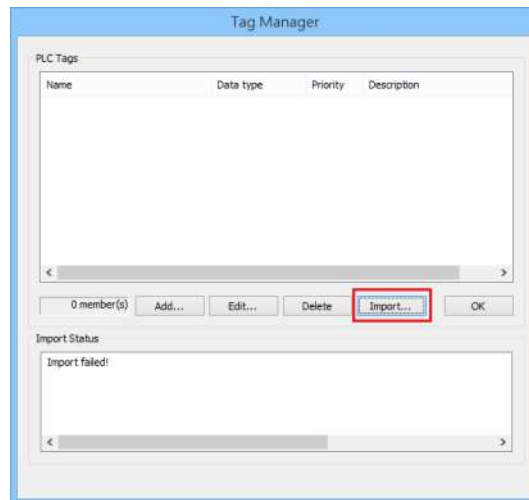 Tag Manager
PLC Tags
Name Data type Priority Description
0 member(s) Add... Edit... Delete Import... OK
Import Status
Import failed!